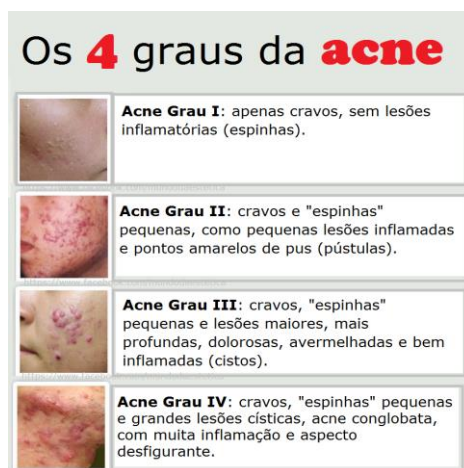 Os 4 graus da acne
Acne Grau I: apenas cravos, sem lesões
inflamatórias (espinhas).
Acne Grau II: cravos e "espinhas"
pequenas, como pequenas lesões inflamadas
e pontos amarelos de pus (pústulas).
Acne Grau III: cravos, "espinhas"
pequenas e lesões maiores, mais
profundas, dolorosas, avermelhadas e bem
inflamadas (cistos).
Acne Grau IV: cravos, "espinhas" pequenas
e grandes lesões císticas, acne conglobata,
com muita inflamação e aspecto
desfigurante.